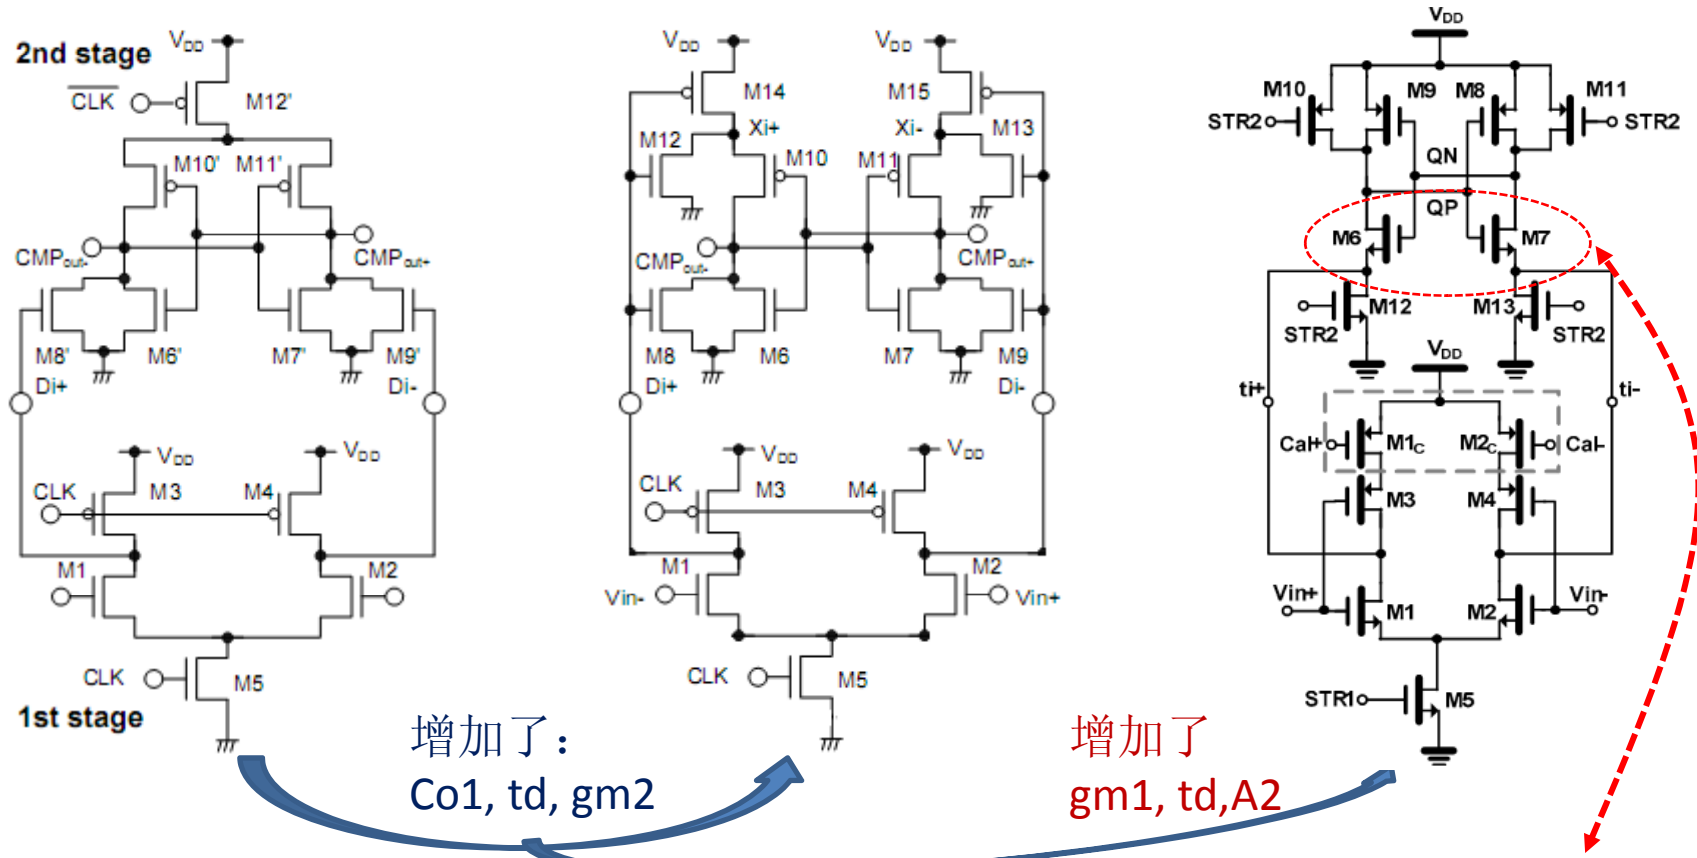 2nd stage
VDD
CLK
M12'
M10'
M11'
CMPout-
CMPout+
M8'
M6'
M7'
M9'
Di+
Di-
VDD
VDD
CLK
M3
M4
M1
M2
CLK
M5
1st stage
VDD
VDD
M14
M15
Xi+
Xi-
M12
M13
M10
M11
CMPout-
CMPout+
M8
M6
M7
M9
Di+
Di-
VDD
VDD
CLK
M3
M4
M1
M2
Vin-
Vin+
CLK
M5
VDD
M10
M9
M8
M11
STR2
STR2
QN
QP
M6
M7
M12
M13
STR2
STR2
VDD
ti+
ti-
Cal+
M1C
M2C
Cal-
M3
M4
Vin+
Vin-
M1
M2
STR1
M5
增加了：
Co1, td, gm2
增加了
gm1, td,A2